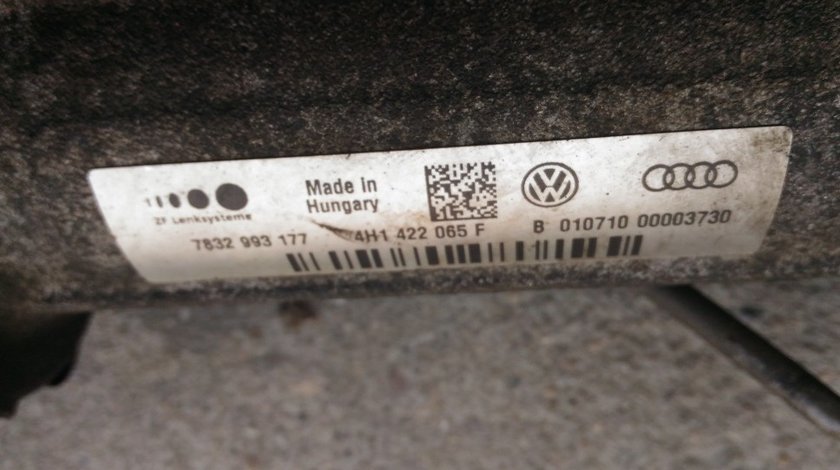 ZF Lenksysteme
Made in
Hungary
7832 993 177 4H1 422 065 F B 010710 00003730